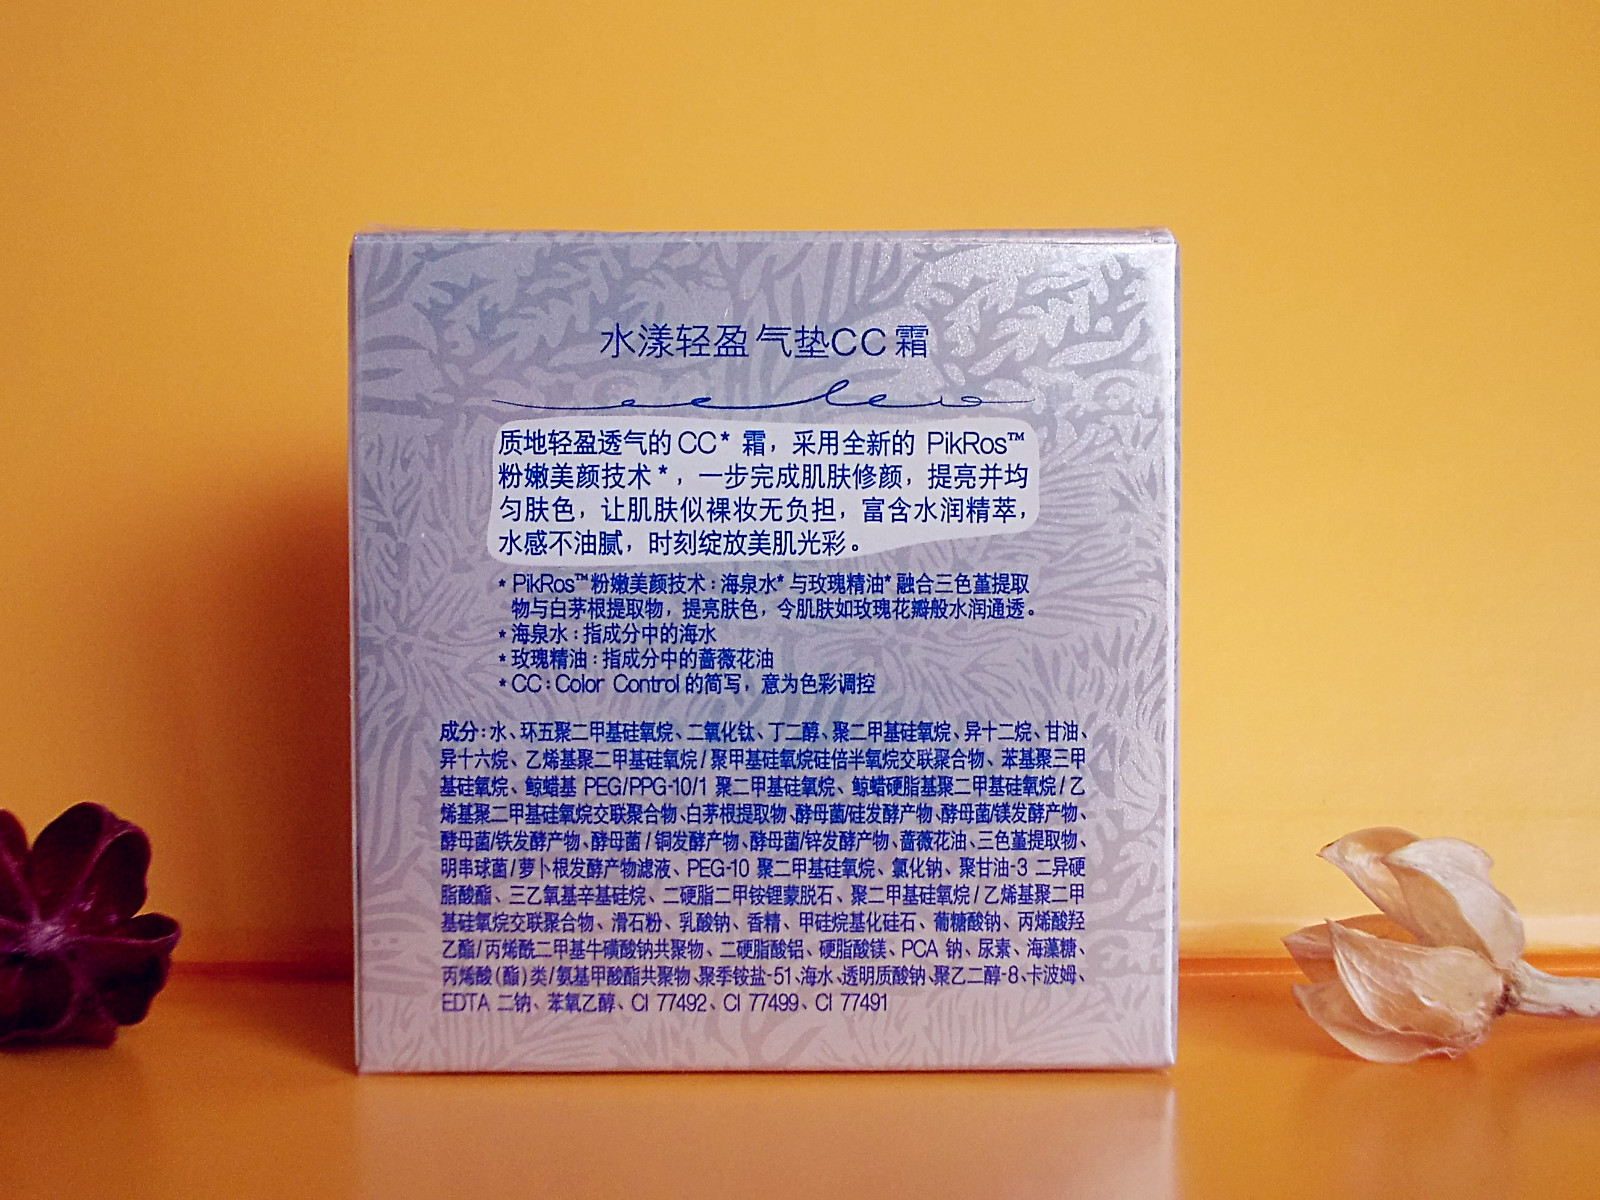 水漾轻盈气垫CC霜
质地轻盈透气的CC* 霜，采用全新的 PikRos™
粉嫩美颜技术*，一步完成肌肤修颜，提亮并均
匀肤色，让肌肤似裸妆无负担，富含水润精萃，
水感不油腻，时刻绽放美肌光彩。
* PikRos™粉嫩美颜技术：海泉水*与玫瑰精油*融合三色堇提取
物与白茅根提取物，提亮肤色，令肌肤如玫瑰花瓣般水润通透。
* 海泉水：指成分中的海水
* 玫瑰精油：指成分中的蔷薇花油
* CC：Color Control 的简写，意为色彩调控
成分：水、环五聚二甲基硅氧烷、二氧化钛、丁二醇、聚二甲基硅氧烷、异十二烷、甘油、
异十六烷、乙烯基聚二甲基硅氧烷/聚甲基硅氧烷硅倍半氧烷交联聚合物、苯基聚三甲
基硅氧烷、鲸蜡基 PEG/PPG-10/1 聚二甲基硅氧烷、鲸蜡硬脂基聚二甲基硅氧烷/乙
烯基聚二甲基硅氧烷交联聚合物、白茅根提取物、酵母菌/硅发酵产物、酵母菌/镁发酵产物、
酵母菌/铁发酵产物、酵母菌/铜发酵产物、酵母菌/锌发酵产物、蔷薇花油、三色堇提取物、
明串球菌/萝卜根发酵产物滤液、PEG-10 聚二甲基硅氧烷、氯化钠、聚甘油-3 二异硬
脂酸酯、三乙氧基辛基硅烷、二硬脂二甲铵锂蒙脱石、聚二甲基硅氧烷/乙烯基聚二甲
基硅氧烷交联聚合物、滑石粉、乳酸钠、香精、甲硅烷基化硅石、葡糖酸钠、丙烯酸羟
乙酯/丙烯酰二甲基牛磺酸钠共聚物、二硬脂酸铝、硬脂酸镁、PCA 钠、尿素、海藻糖、
丙烯酸(酯)类/氨基甲酸酯共聚物、聚季铵盐-51、海水、透明质酸钠、聚乙二醇-8、卡波姆、
EDTA 二钠、苯氧乙醇、CI 77492、CI 77499、CI 77491